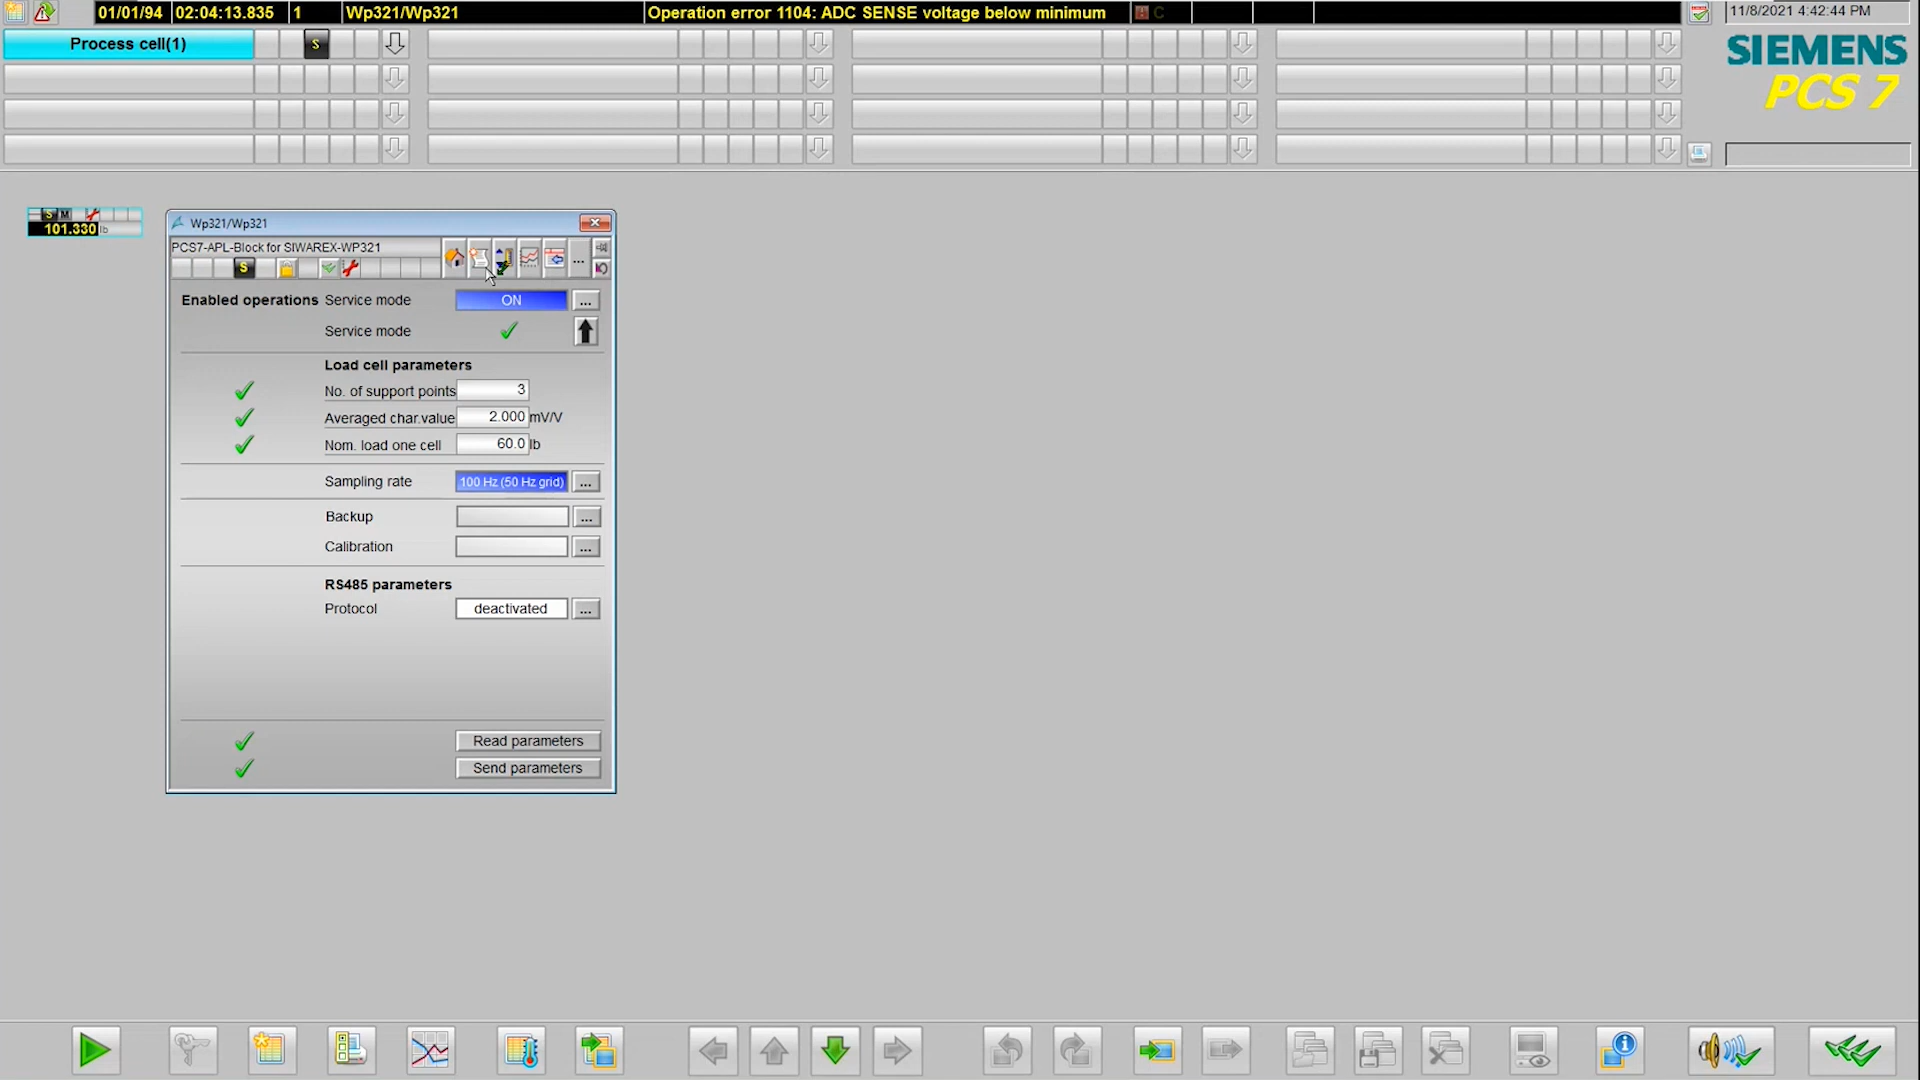 01/01/94 02:04:13.835 1 Wp321/Wp321 Operation error 1104: ADC SENSE voltage below minimum C 11/8/2021 4:42:44 PM
Process cell(1) S
SIEMENS
PCS 7
S M
101.330 lb
Wp321/Wp321
PCS7-APL-Block for SIWAREX-WP321
S
...
Enabled operations Service mode ON ...
Service mode
Load cell parameters
No. of support points 3
Averaged char.value 2.000 mV/V
Nom. load one cell 60.0 lb
Sampling rate 100 Hz (50 Hz grid) ...
Backup ...
Calibration ...
RS485 parameters
Protocol deactivated ...
Read parameters
Send parameters